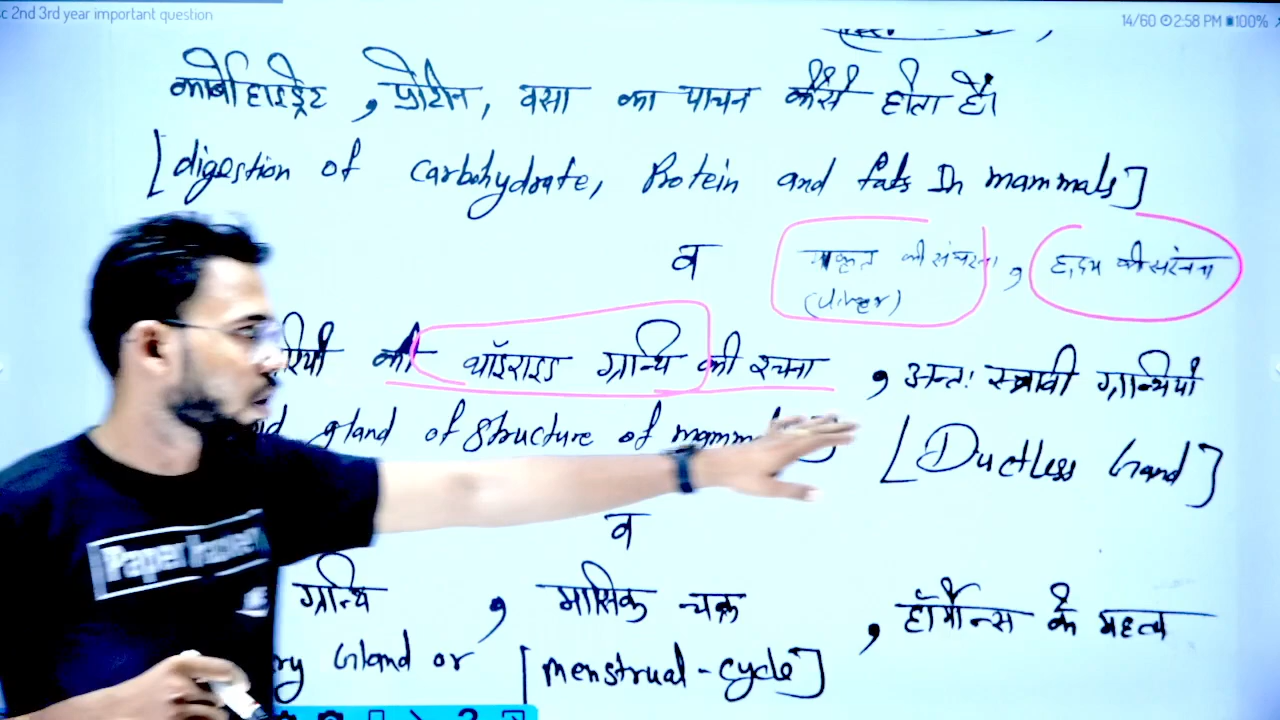 c 2nd 3rd year important question
14/60 2:58 PM 100%
कार्बोहाइड्रेट , प्रोटीन, वसा का पाचन कैसे होता है।
[digestion of carbohydrate, Protein and fats In mammals]
व
यकृत की संरचना , हृदय की संरचना
(Liver)
की थॉइराइड ग्रन्थि की रचना , अन्तः स्त्रावी ग्रान्थियाँ
gland of structure of [Ductless Gland]
व
ग्रन्थि , मासिक चक्र , हॉर्मोन्स के महत्व
Gland or [menstrual-cycle]
Paper